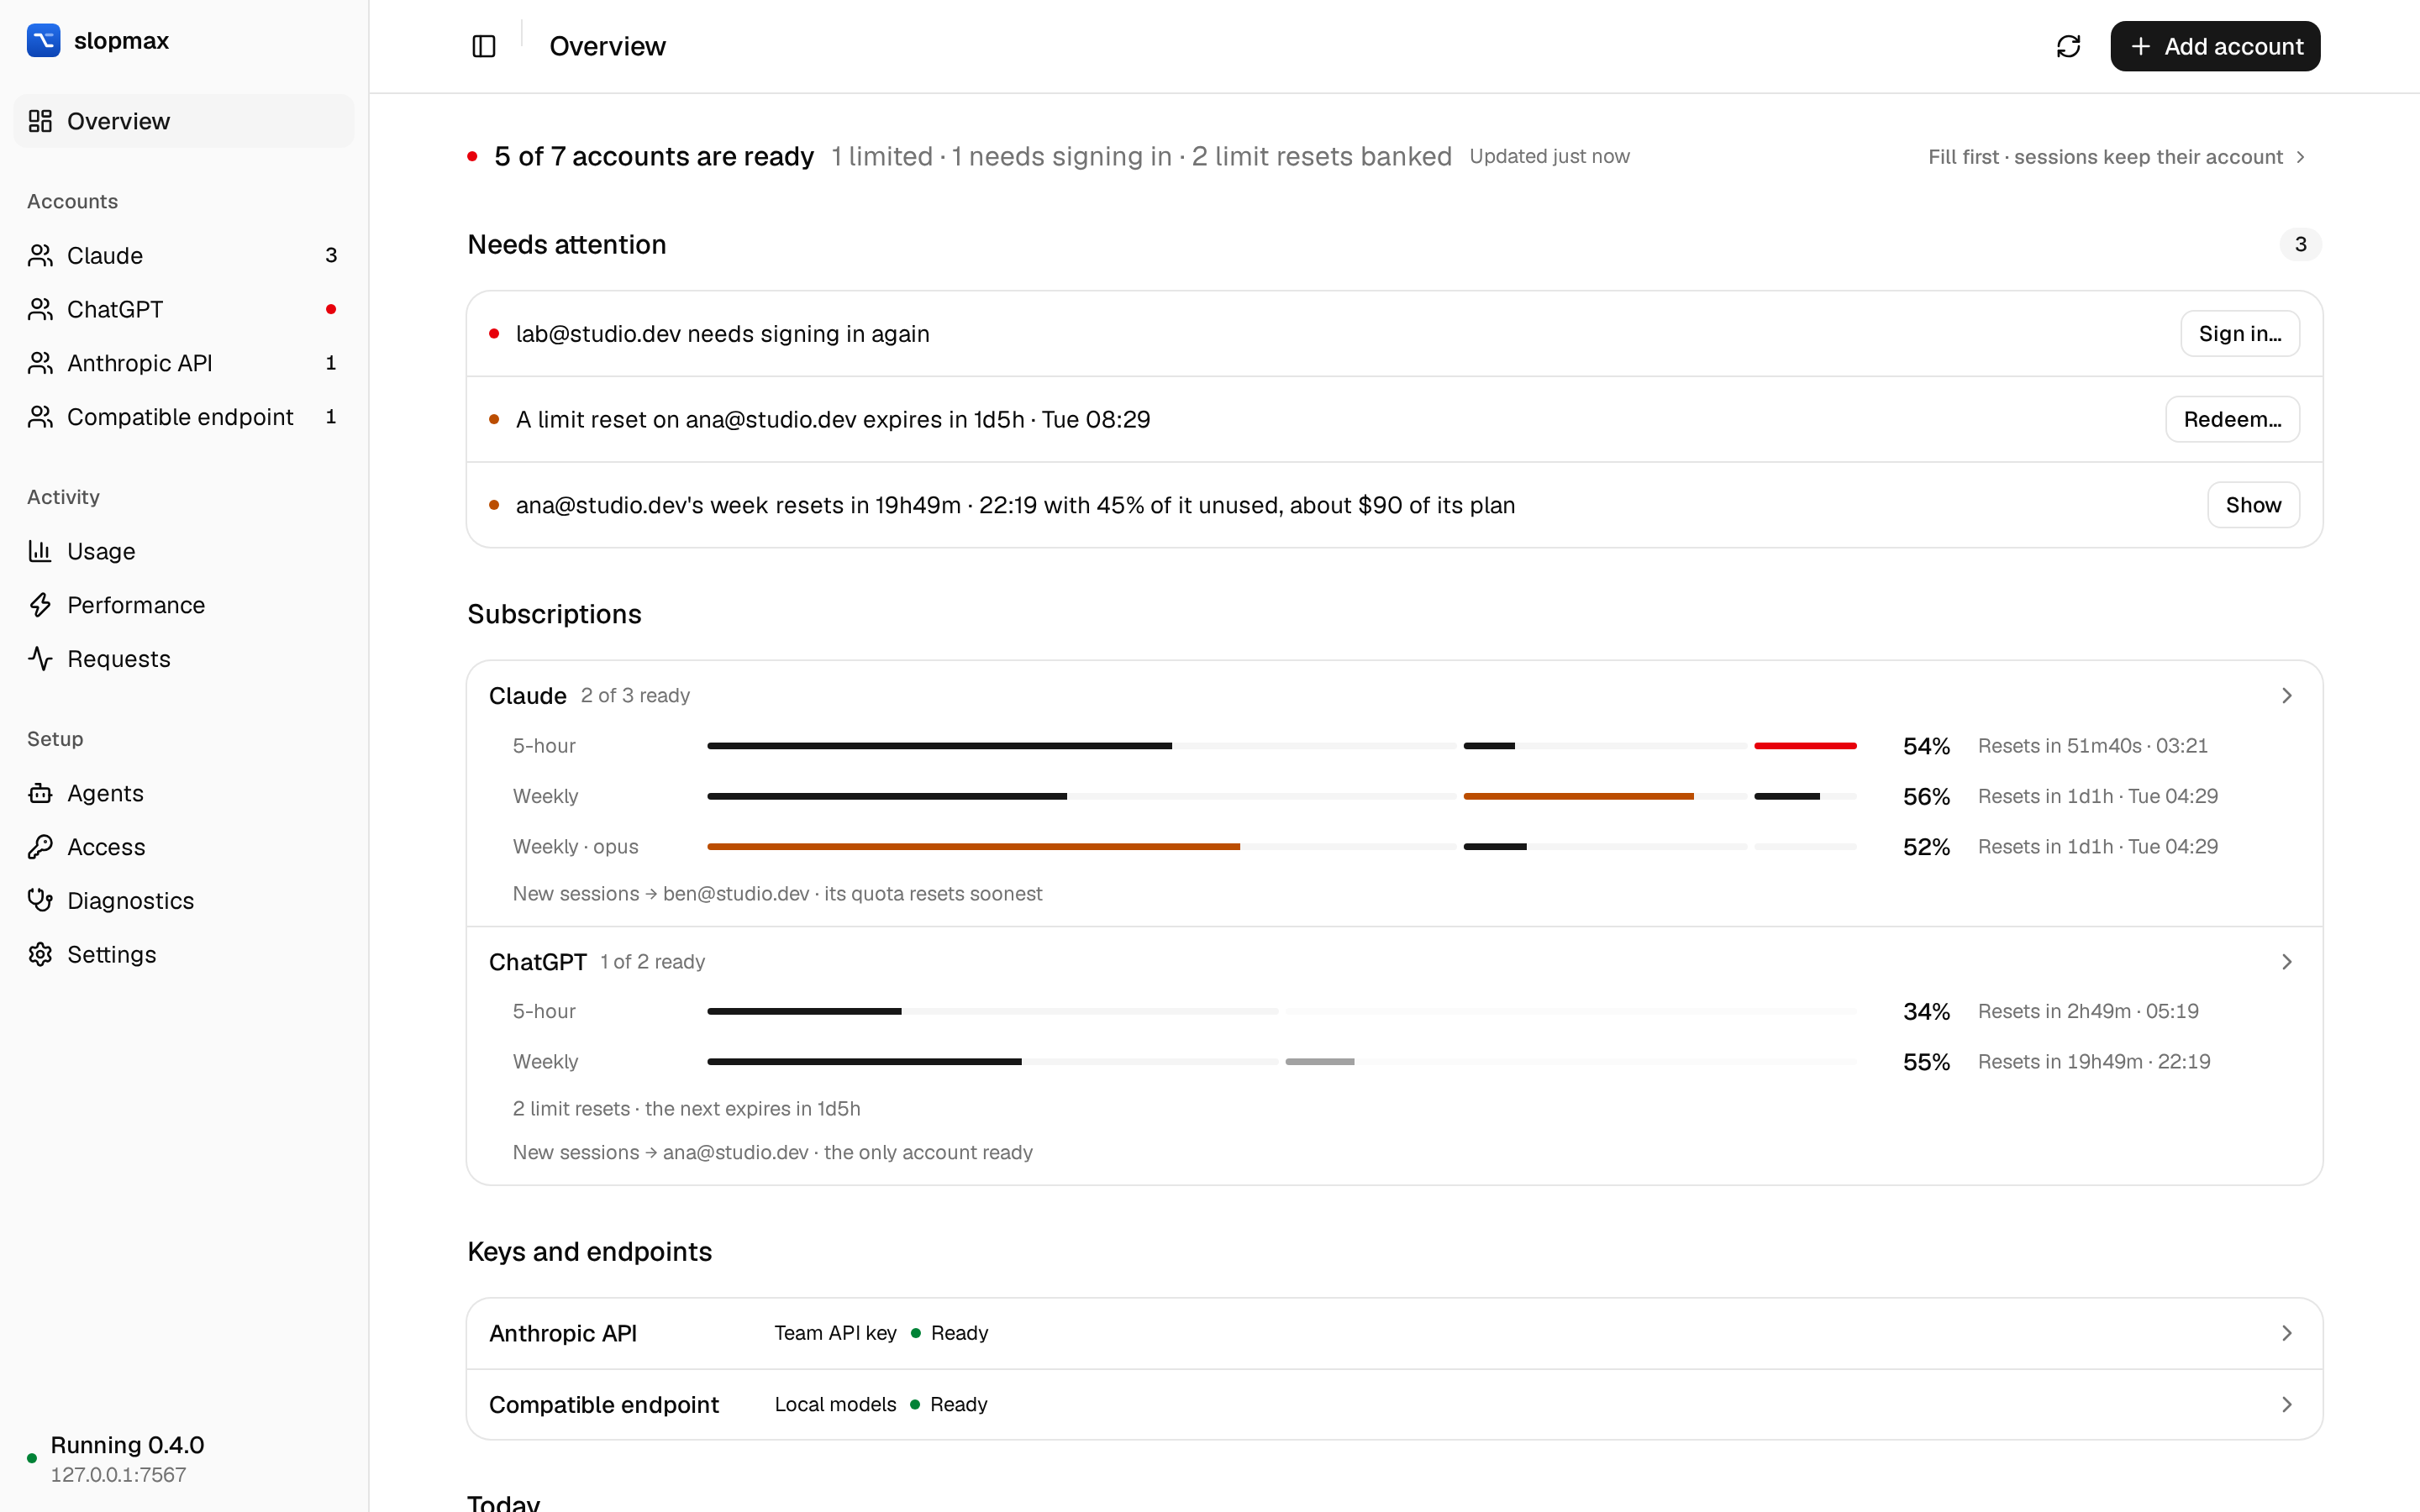 slopmax
Overview
Accounts
Claude 3
ChatGPT
Anthropic API 1
Compatible endpoint 1
Activity
Usage
Performance
Requests
Setup
Agents
Access
Diagnostics
Settings
Running 0.4.0
127.0.0.1:7567
Overview
Add account
5 of 7 accounts are ready 1 limited · 1 needs signing in · 2 limit resets banked Updated just now
Fill first · sessions keep their account
Needs attention 3
lab@studio.dev needs signing in again Sign in…
A limit reset on ana@studio.dev expires in 1d5h · Tue 08:29 Redeem…
ana@studio.dev's week resets in 19h49m · 22:19 with 45% of it unused, about $90 of its plan Show
Subscriptions
Claude 2 of 3 ready
5-hour 54% Resets in 51m40s · 03:21
Weekly 56% Resets in 1d1h · Tue 04:29
Weekly · opus 52% Resets in 1d1h · Tue 04:29
New sessions → ben@studio.dev · its quota resets soonest
ChatGPT 1 of 2 ready
5-hour 34% Resets in 2h49m · 05:19
Weekly 55% Resets in 19h49m · 22:19
2 limit resets · the next expires in 1d5h
New sessions → ana@studio.dev · the only account ready
Keys and endpoints
Anthropic API Team API key Ready
Compatible endpoint Local models Ready
Today